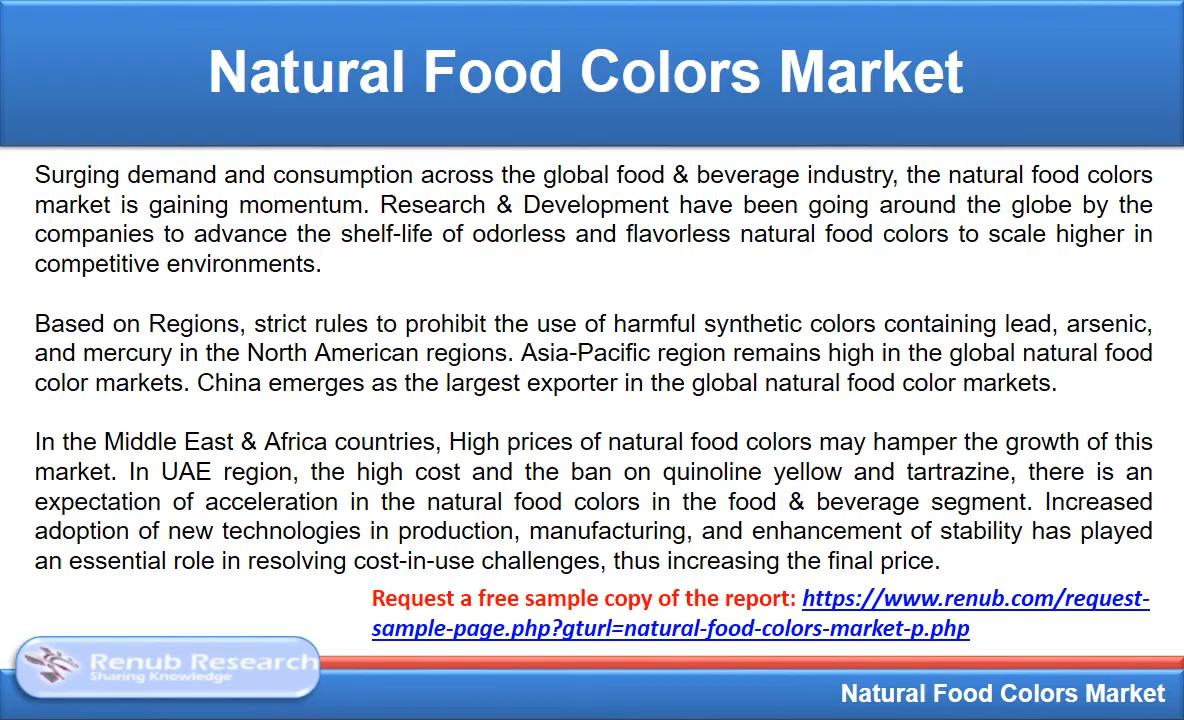 Natural Food Colors Market
Surging demand and consumption across the global food & beverage industry, the natural food colors
market is gaining momentum. Research & Development have been going around the globe by the
companies to advance the shelf-life of odorless and flavorless natural food colors to scale higher in
competitive environments.
Based on Regions, strict rules to prohibit the use of harmful synthetic colors containing lead, arsenic,
and mercury in the North American regions. Asia-Pacific region remains high in the global natural food
color markets. China emerges as the largest exporter in the global natural food color markets.
In the Middle East & Africa countries, High prices of natural food colors may hamper the growth of this
market. In UAE region, the high cost and the ban on quinoline yellow and tartrazine, there is an
expectation of acceleration in the natural food colors in the food & beverage segment. Increased
adoption of new technologies in production, manufacturing, and enhancement of stability has played
an essential role in resolving cost-in-use challenges, thus increasing the final price.
Request a free sample copy of the report: https://www.renub.com/request-
sample-page.php?gturl=natural-food-colors-market-p.php
Renub Research
Sharing Knowledge
Natural Food Colors Market